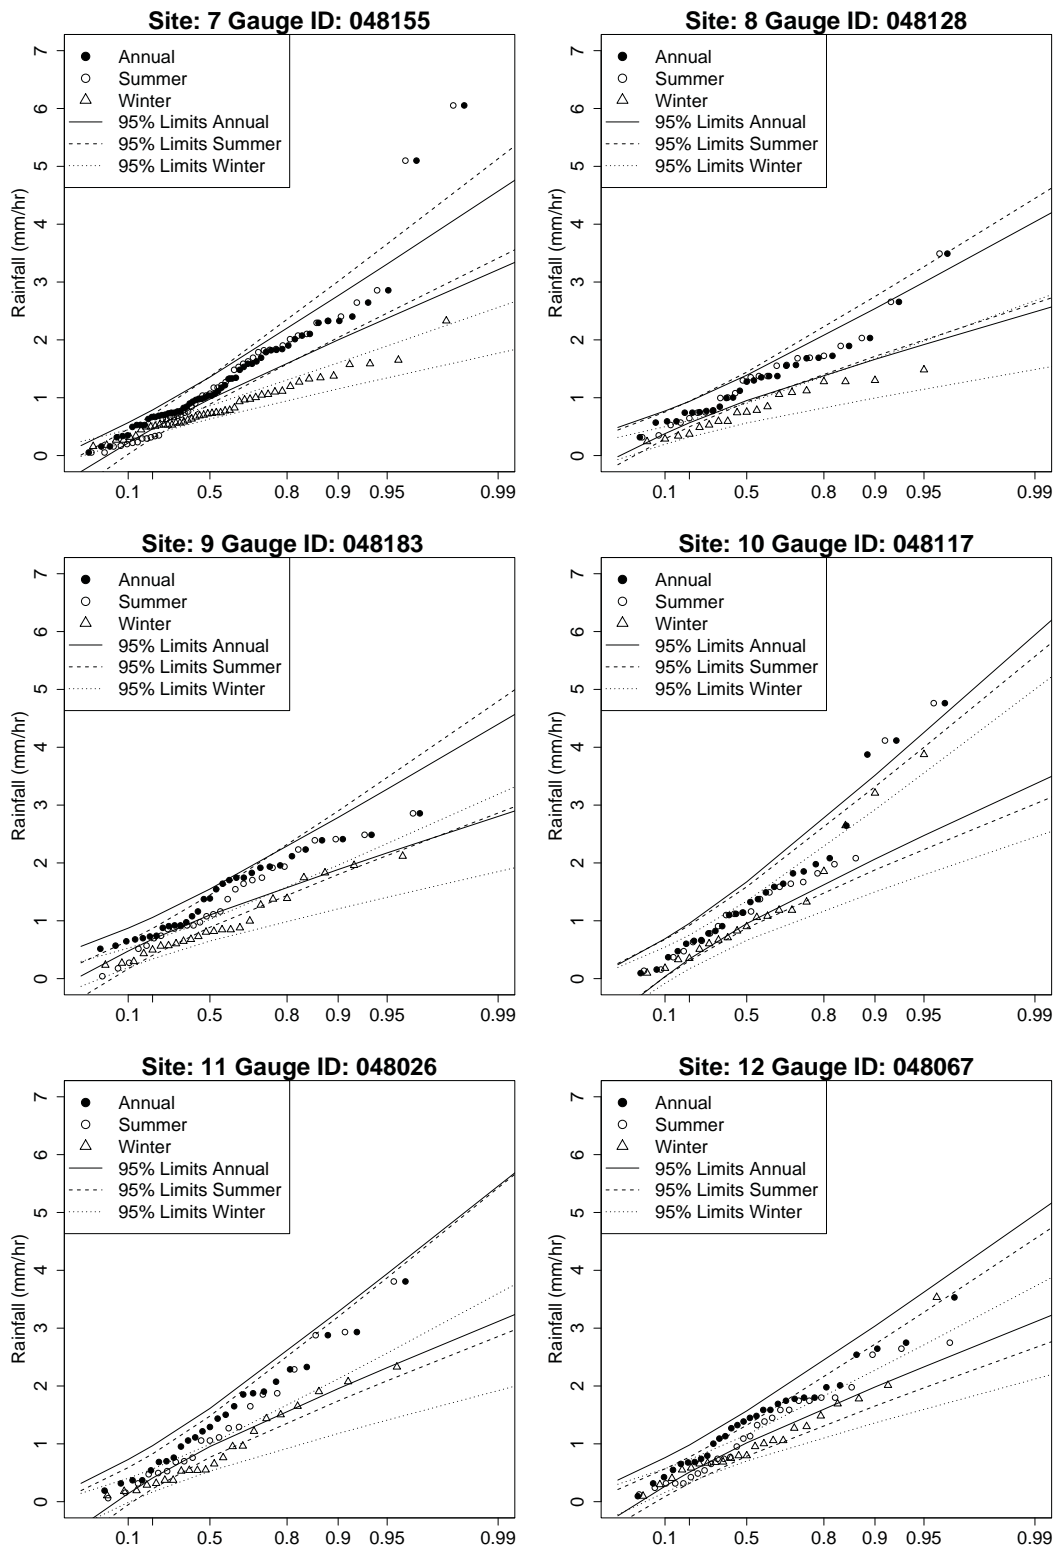 Site: 7 Gauge ID: 048155
7
6
5
4
3
2
1
0
Rainfall (mm/hr)
Annual
Summer
Winter
95% Limits Annual
95% Limits Summer
95% Limits Winter
0.1 0.5 0.8 0.9 0.95 0.99
Site: 8 Gauge ID: 048128
7
6
5
4
3
2
1
0
Rainfall (mm/hr)
Annual
Summer
Winter
95% Limits Annual
95% Limits Summer
95% Limits Winter
0.1 0.5 0.8 0.9 0.95 0.99
Site: 9 Gauge ID: 048183
7
6
5
4
3
2
1
0
Rainfall (mm/hr)
Annual
Summer
Winter
95% Limits Annual
95% Limits Summer
95% Limits Winter
0.1 0.5 0.8 0.9 0.95 0.99
Site: 10 Gauge ID: 048117
7
6
5
4
3
2
1
0
Rainfall (mm/hr)
Annual
Summer
Winter
95% Limits Annual
95% Limits Summer
95% Limits Winter
0.1 0.5 0.8 0.9 0.95 0.99
Site: 11 Gauge ID: 048026
7
6
5
4
3
2
1
0
Rainfall (mm/hr)
Annual
Summer
Winter
95% Limits Annual
95% Limits Summer
95% Limits Winter
0.1 0.5 0.8 0.9 0.95 0.99
Site: 12 Gauge ID: 048067
7
6
5
4
3
2
1
0
Rainfall (mm/hr)
Annual
Summer
Winter
95% Limits Annual
95% Limits Summer
95% Limits Winter
0.1 0.5 0.8 0.9 0.95 0.99